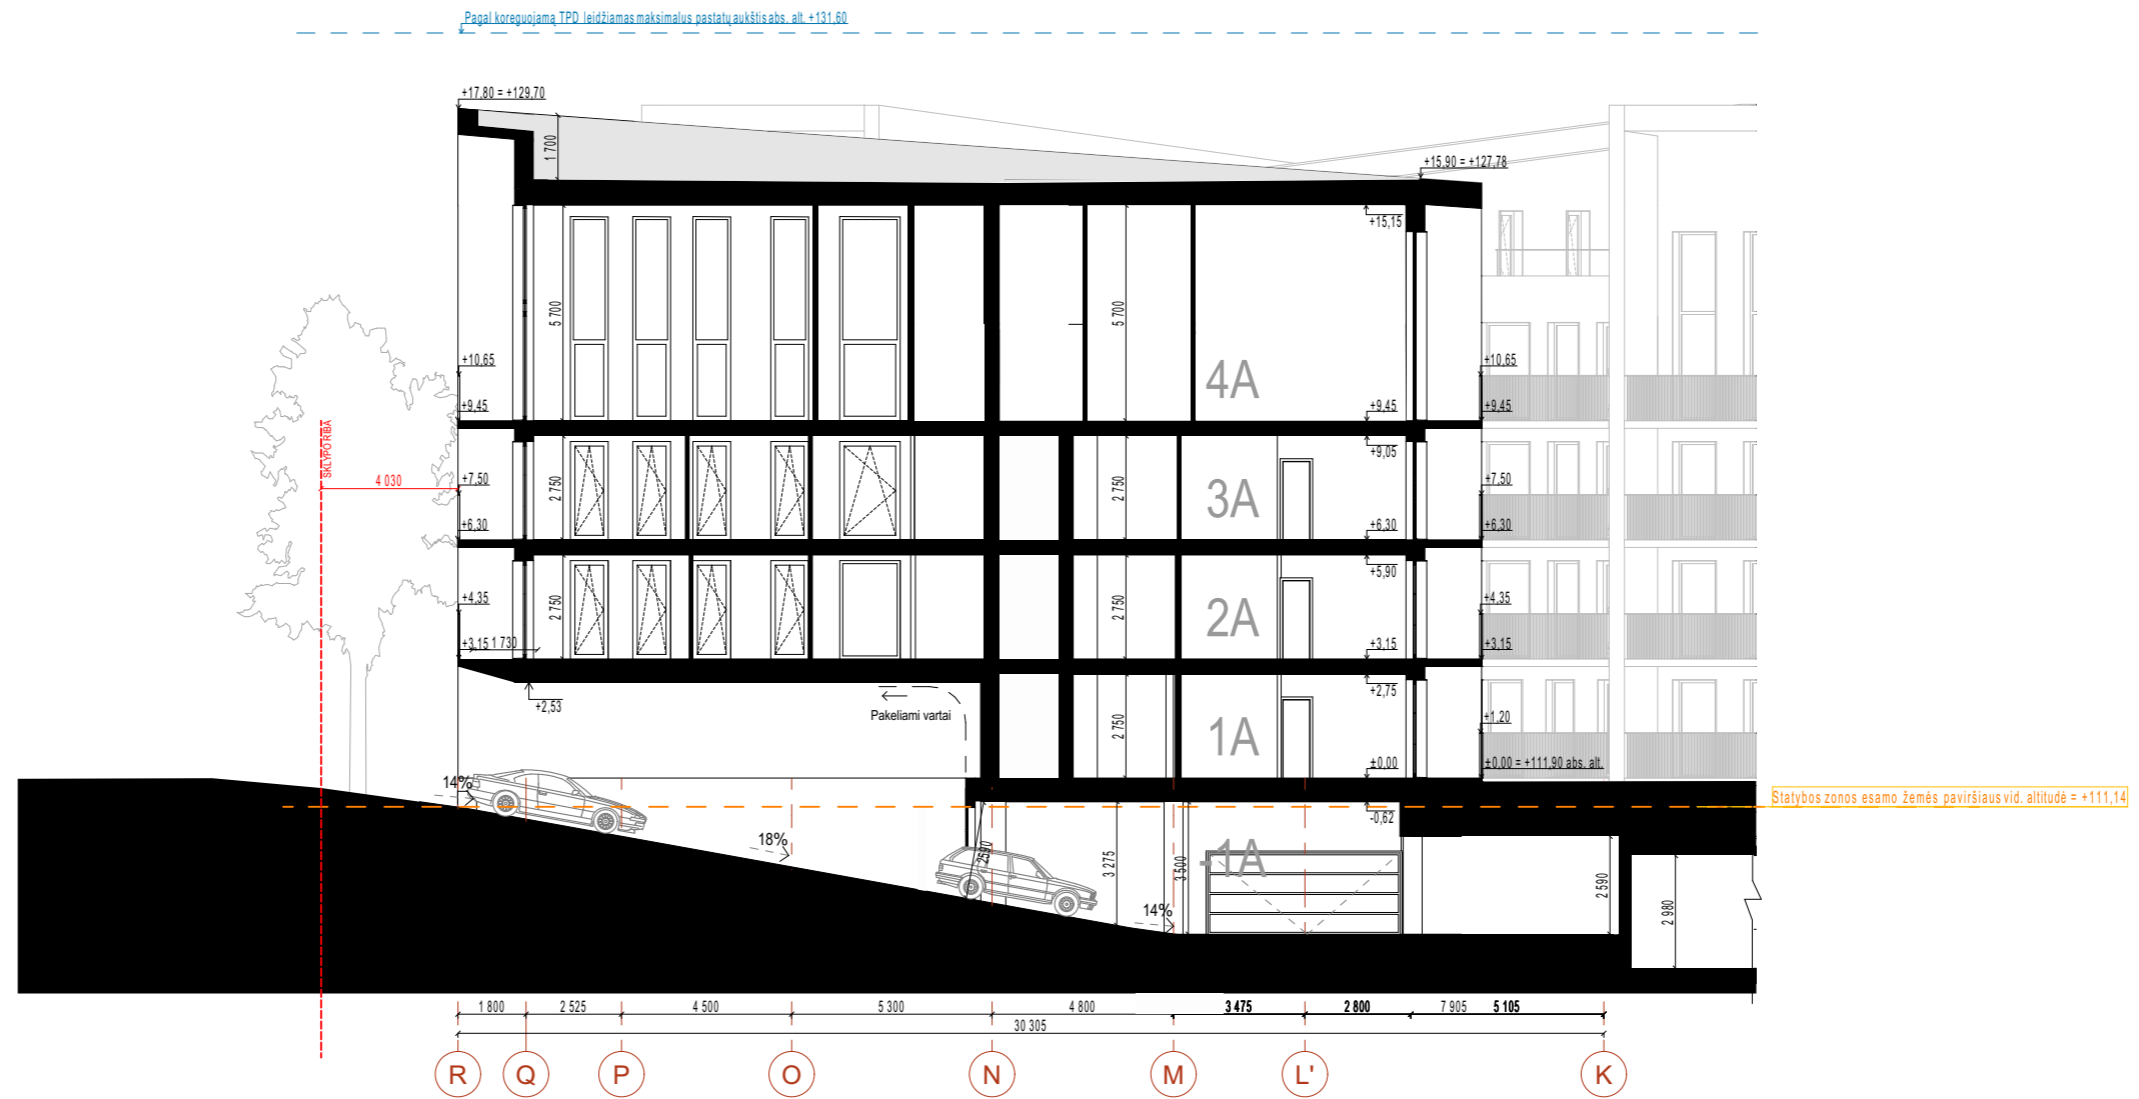 Pagal koreguojamą TPD leidžiamas maksimalus pastatų aukštis abs. alt. +131,60
+17,80 = +129,70
1 700
+15,90 = +127,78
+15,15
5 700
5 700
4A
+10,65
+10,65
+9,45
+9,45
+9,45
SKLYPO RIBA
4 030
+9,05
+7,50
2 750
2 750
3A
+7,50
+6,30
+6,30
+6,30
+5,90
+4,35
2 750
2 750
2A
+4,35
+3,15
1 730
+3,15
+3,15
+2,53
Pakeliami vartai
+2,75
2 750
1A
+1,20
±0,00
±0,00 = +111,90 abs. alt.
14%
Statybos zonos esamo žemės paviršiaus vid. altitudė = +111,14
-0,62
18%
2590
3 275
3 500
-1A
2 590
2 980
14%
1 800
2 525
4 500
5 300
4 800
3 475
2 800
7 905
5 105
30 305
R
Q
P
O
N
M
L'
K